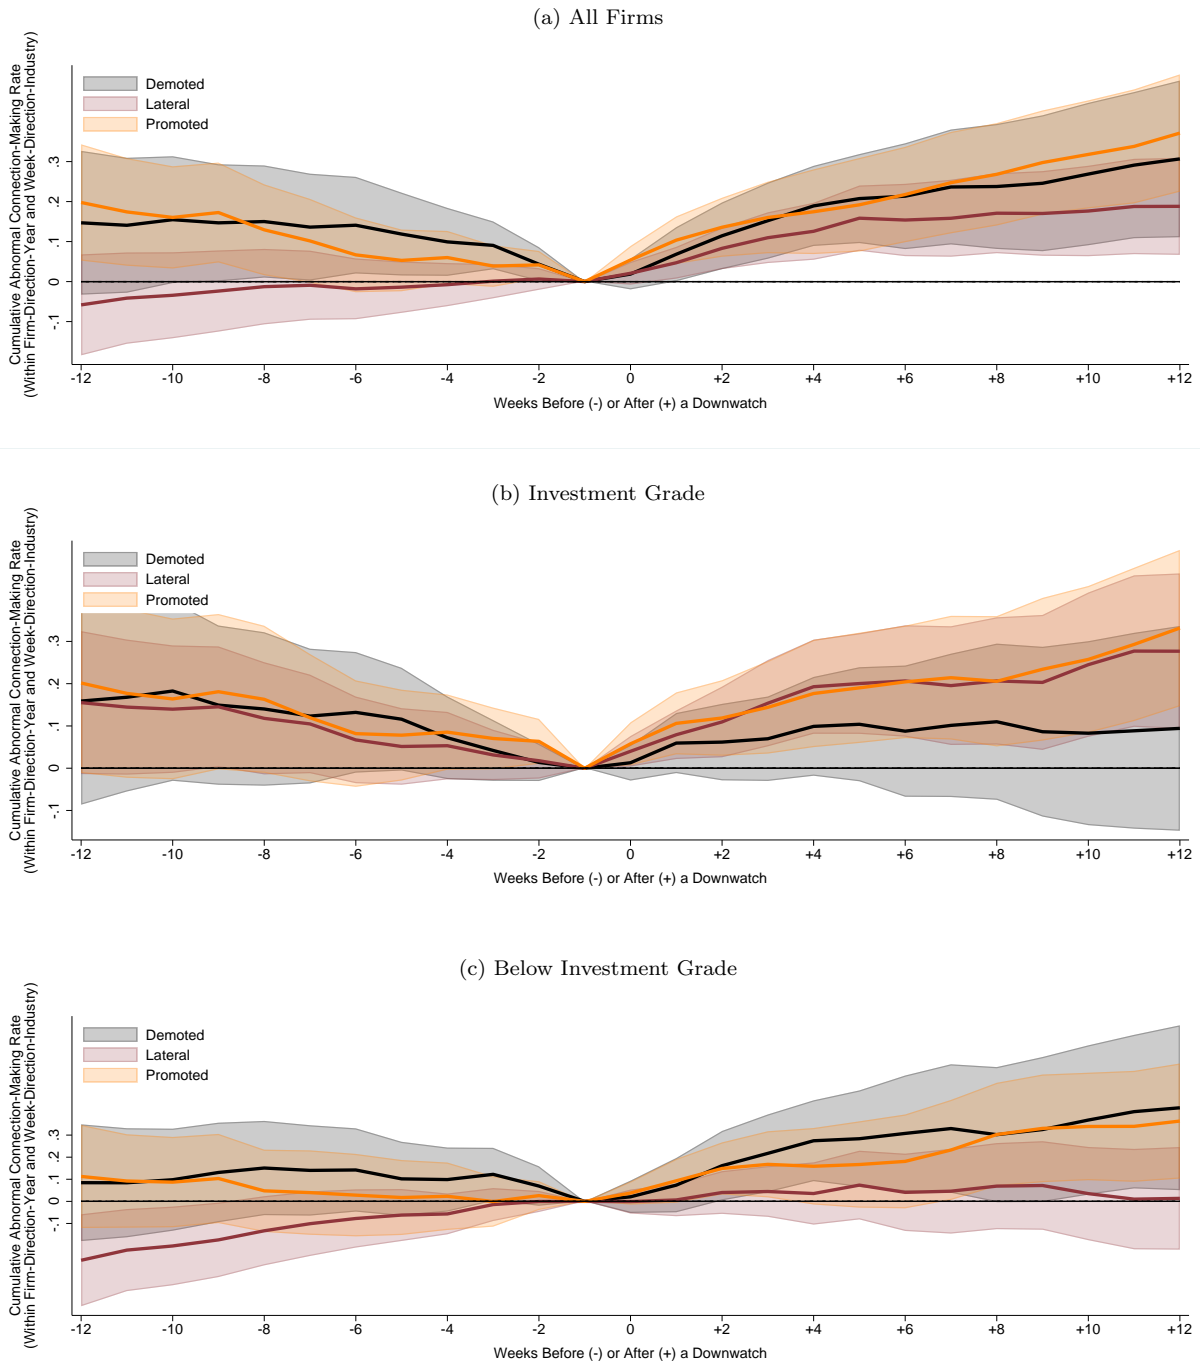 (a) All Firms
Cumulative Abnormal Connection-Making Rate
(Within Firm-Direction-Year and Week-Direction-Industry)
Demoted
Lateral
Promoted
.3
.2
.1
0
-.1
-12 -10 -8 -6 -4 -2 0 +2 +4 +6 +8 +10 +12
Weeks Before (-) or After (+) a Downwatch
(b) Investment Grade
Cumulative Abnormal Connection-Making Rate
(Within Firm-Direction-Year and Week-Direction-Industry)
Demoted
Lateral
Promoted
.3
.2
.1
0
-.1
-12 -10 -8 -6 -4 -2 0 +2 +4 +6 +8 +10 +12
Weeks Before (-) or After (+) a Downwatch
(c) Below Investment Grade
Cumulative Abnormal Connection-Making Rate
(Within Firm-Direction-Year and Week-Direction-Industry)
Demoted
Lateral
Promoted
.3
.2
.1
0
-.1
-12 -10 -8 -6 -4 -2 0 +2 +4 +6 +8 +10 +12
Weeks Before (-) or After (+) a Downwatch